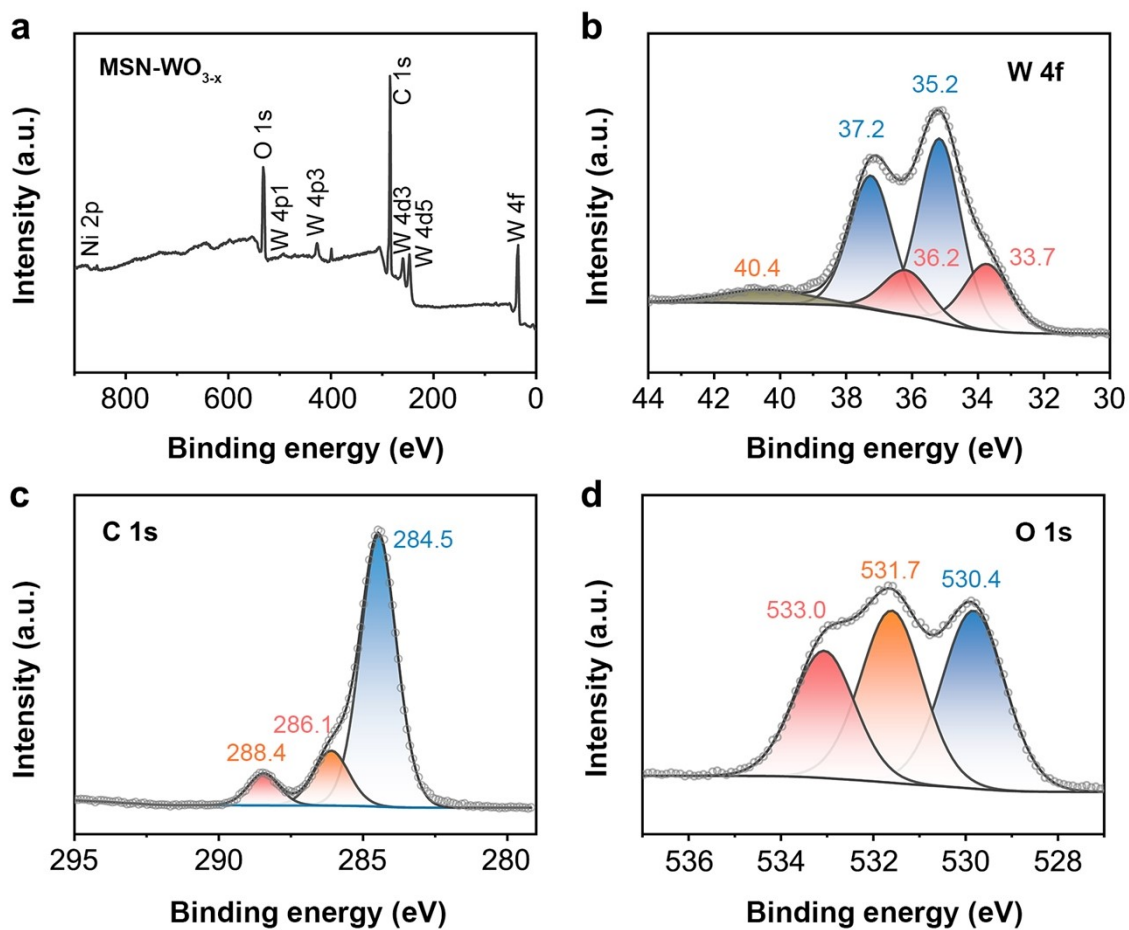 a
MSN-WO3-x
Ni 2p
O 1s
W 4p1
W 4p3
C 1s
W 4d3
W 4d5
W 4f
Intensity (a.u.)
800 600 400 200 0
Binding energy (eV)
b
W 4f
35.2
37.2
36.2
33.7
40.4
Intensity (a.u.)
44 42 40 38 36 34 32 30
Binding energy (eV)
c
C 1s
284.5
286.1
288.4
Intensity (a.u.)
295 290 285 280
Binding energy (eV)
d
O 1s
531.7
530.4
533.0
Intensity (a.u.)
536 534 532 530 528
Binding energy (eV)